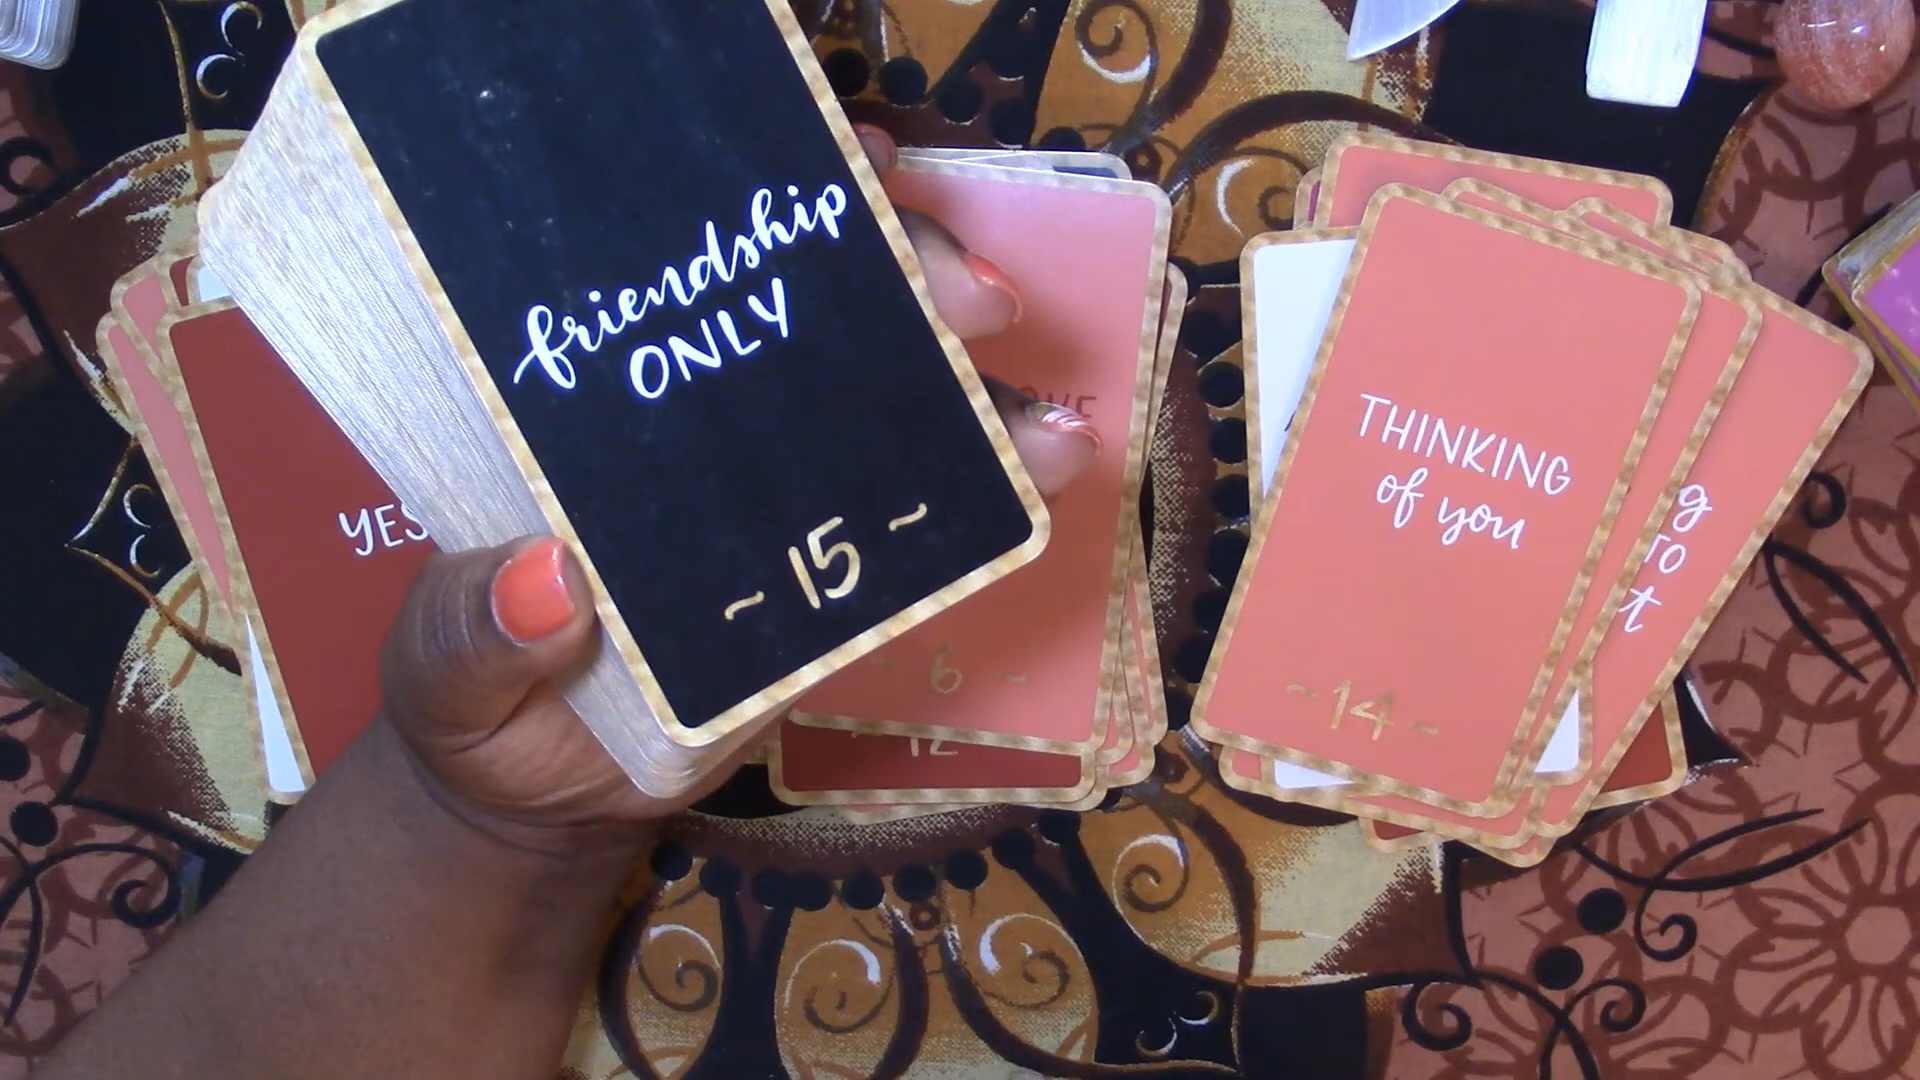 friendship
ONLY
~ 15 ~
YES
~ 6 ~
~ 12
THINKING
of you
~ 14 ~